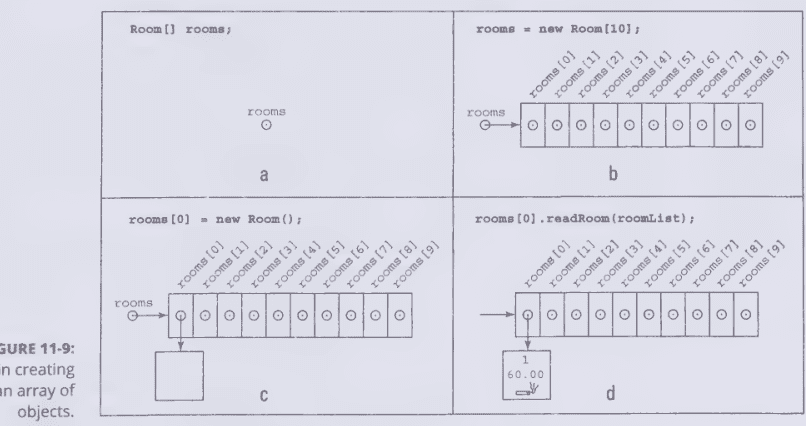 Room[] rooms;
rooms
a
rooms = new Room[10];
rooms[0] rooms[1] rooms[2] rooms[3] rooms[4] rooms[5] rooms[6] rooms[7] rooms[8] rooms[9]
rooms
b
rooms[0] = new Room();
rooms[0] rooms[1] rooms[2] rooms[3] rooms[4] rooms[5] rooms[6] rooms[7] rooms[8] rooms[9]
rooms
c
rooms[0].readRoom(roomList);
rooms[0] rooms[1] rooms[2] rooms[3] rooms[4] rooms[5] rooms[6] rooms[7] rooms[8] rooms[9]
1
60.00
d
GURE 11-9:
in creating
an array of
objects.